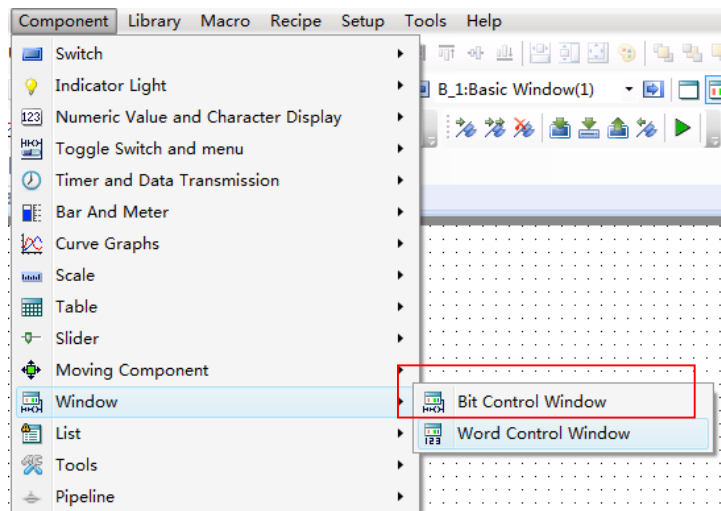 Component Library Macro Recipe Setup Tools Help
Switch
B_1:Basic Window(1)
Indicator Light
123 Numeric Value and Character Display
Toggle Switch and menu
Timer and Data Transmission
Bar And Meter
Curve Graphs
Scale
Table
Slider
Moving Component
Window
Bit Control Window
List
123 Word Control Window
Tools
Pipeline